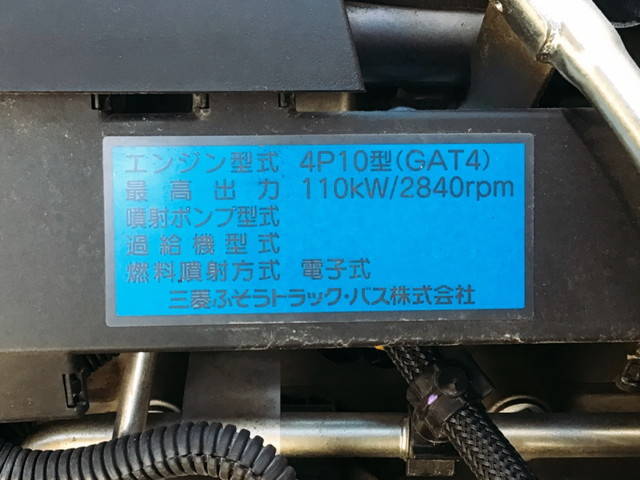 エンジン型式 4P10型(GAT4)
最高出力 110kW/2840rpm
噴射ポンプ型式
過給機型式
燃料噴射方式 電子式
三菱ふそうトラック・バス株式会社